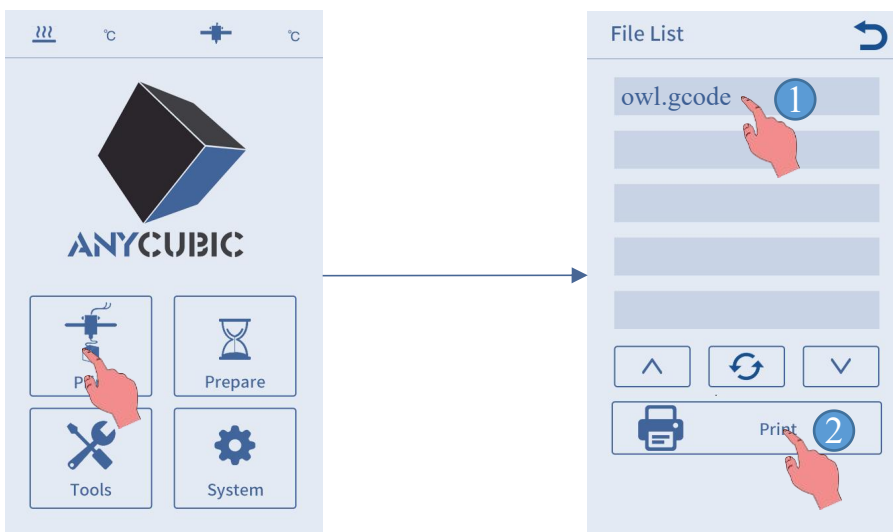 ℃
℃
ANYCUBIC
Prepare
Tools
System
File List
owl.gcode
1
Print
2